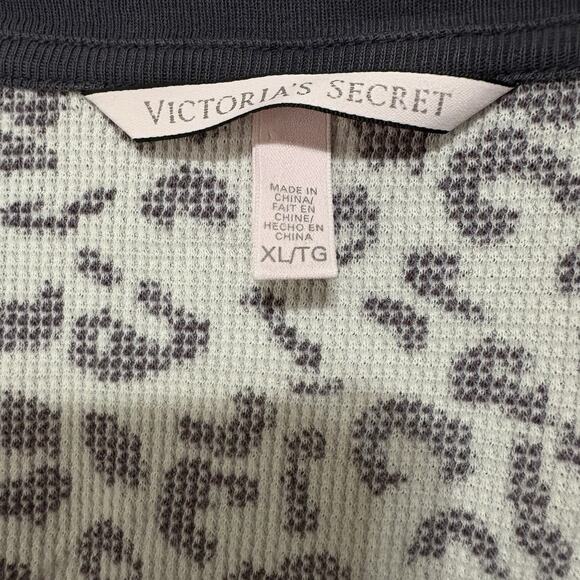 VICTORIA'S SECRET
MADE IN
CHINA/
FAIT EN
CHINE/
HECHO EN
CHINA
XL/TG